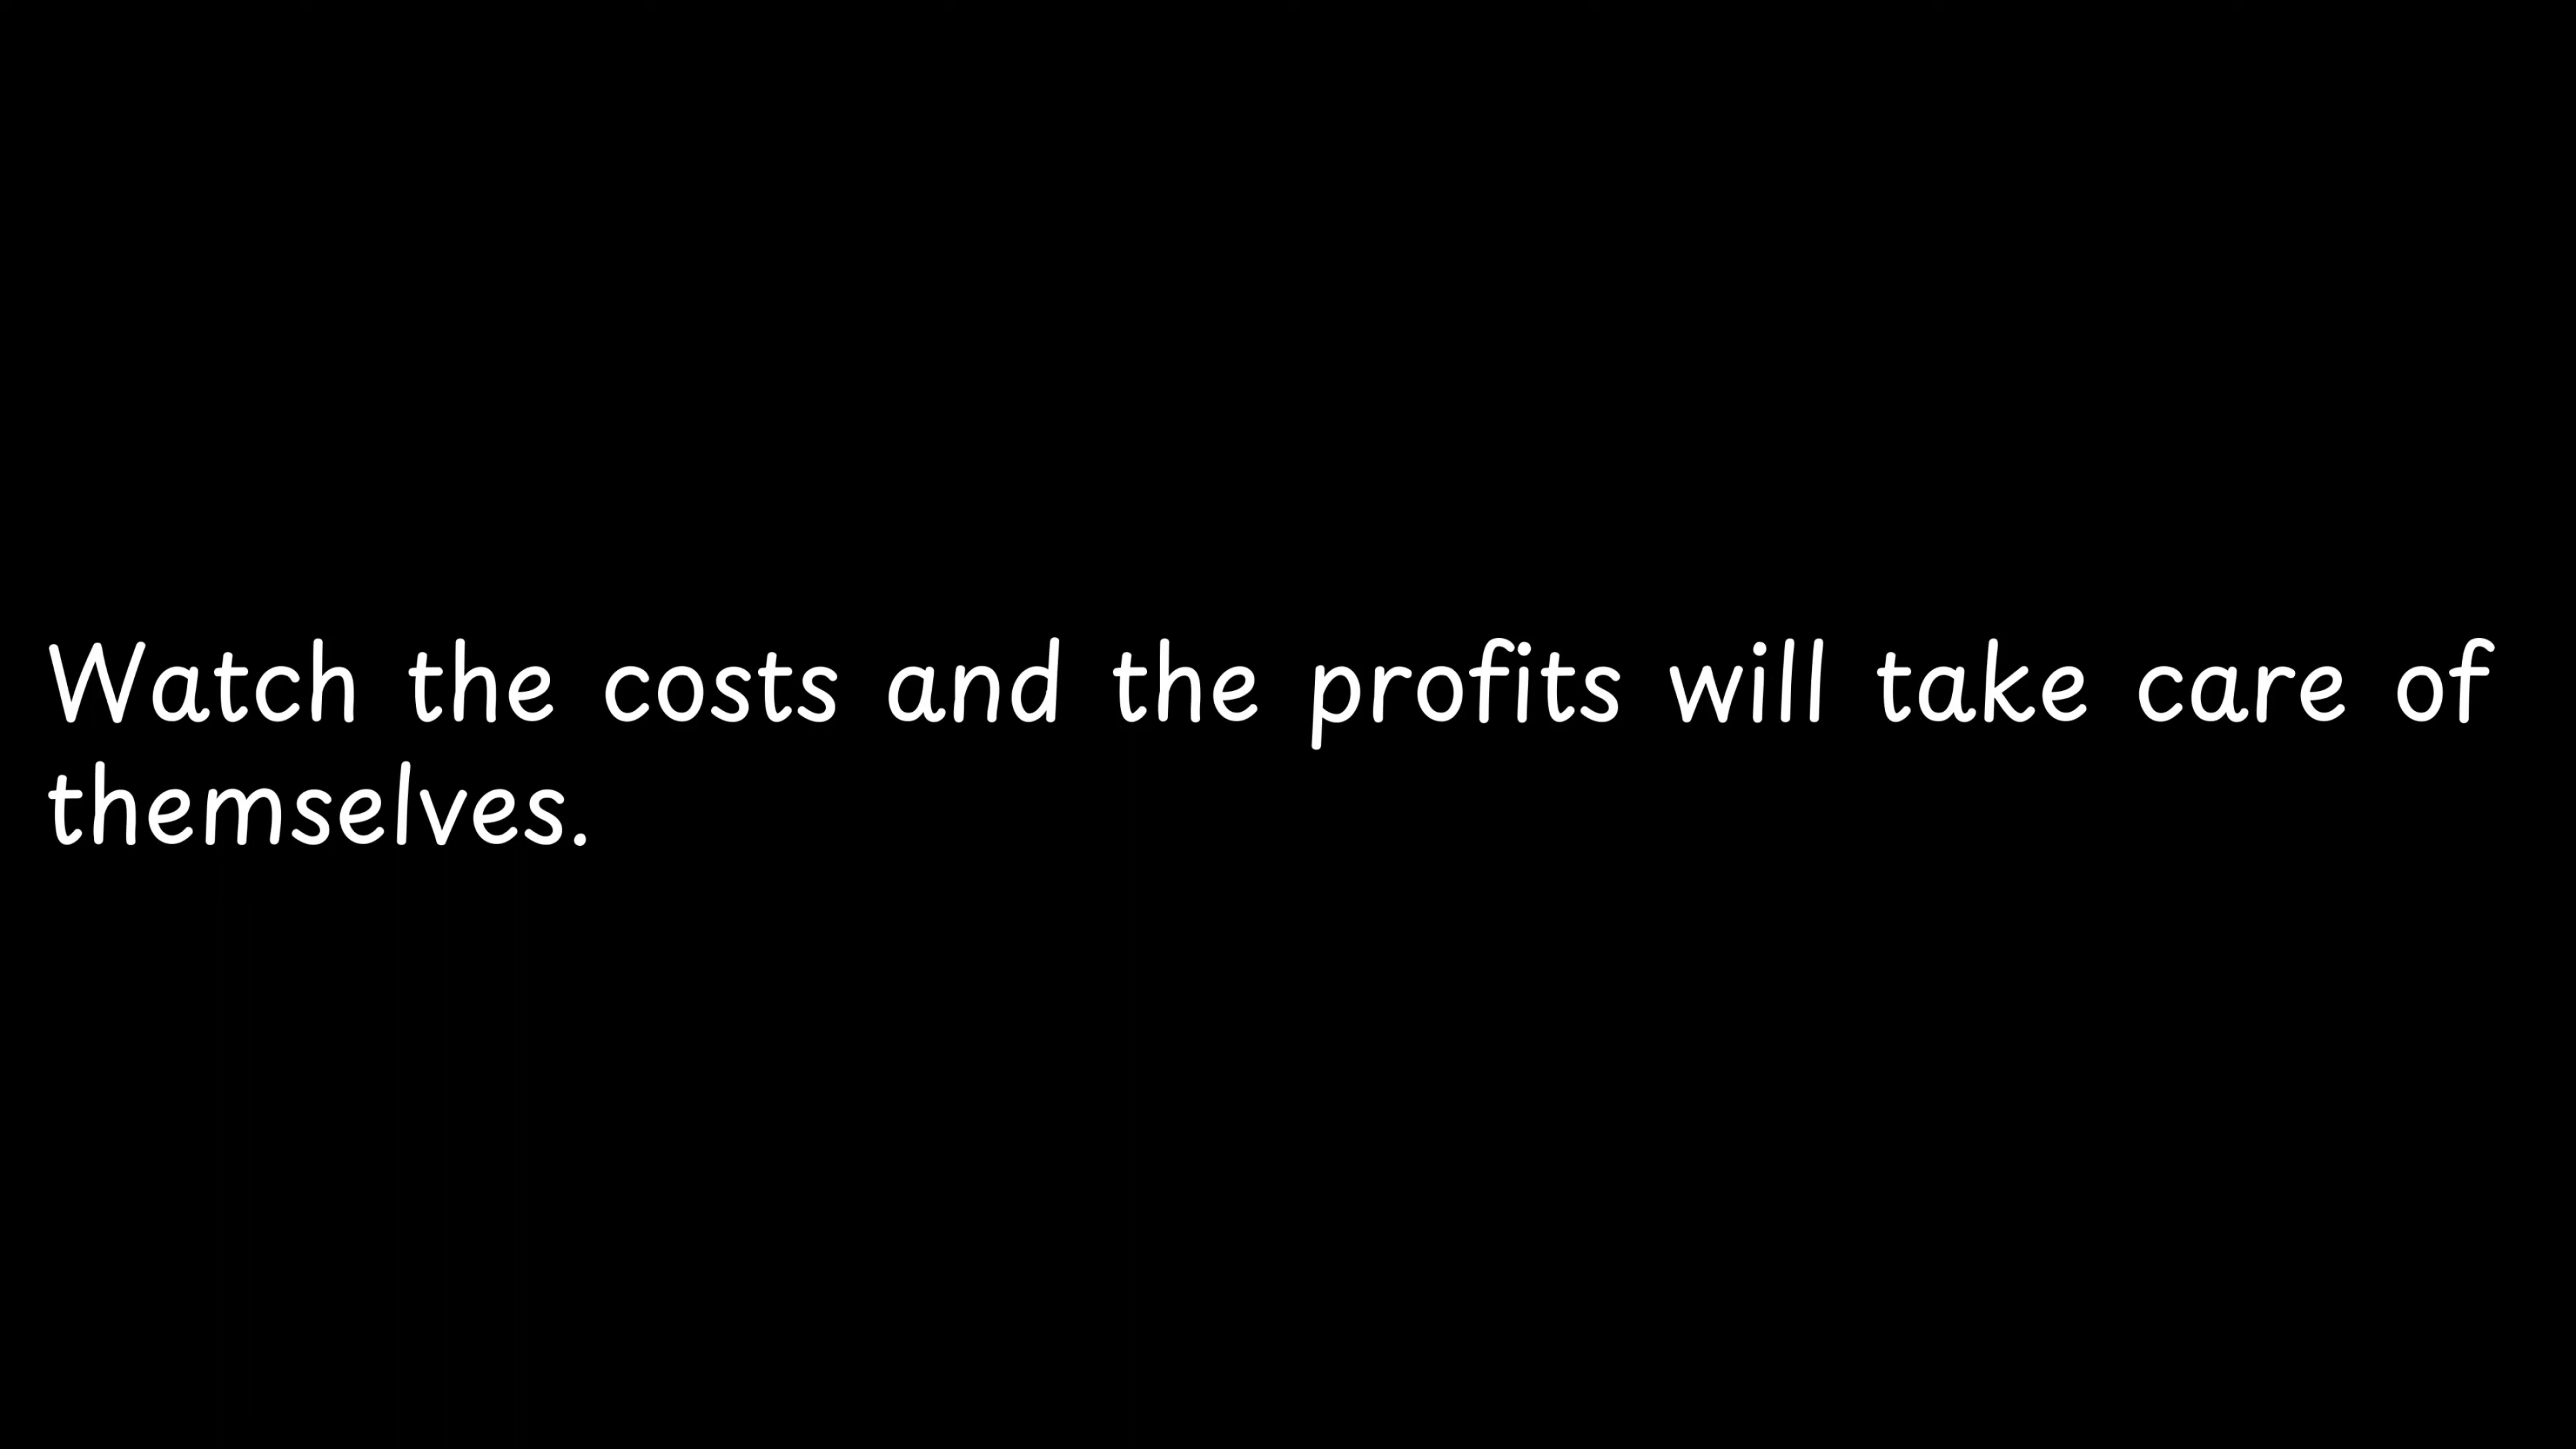 Watch the costs and the profits will take care of
themselves.